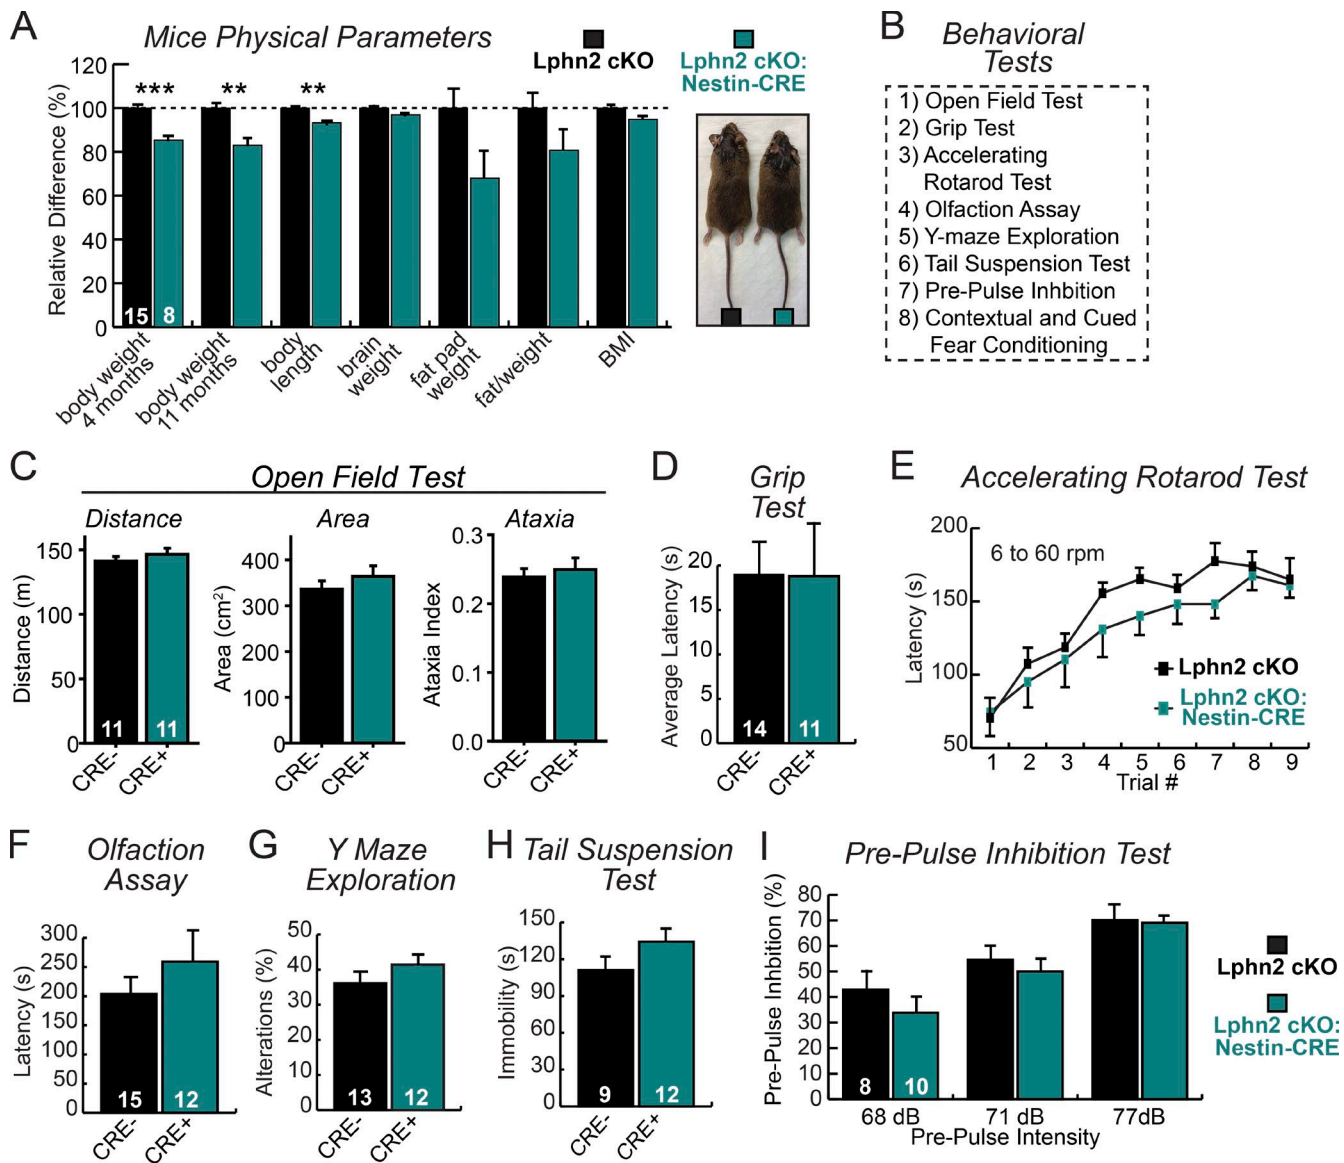 A
Mice Physical Parameters
Lphn2 cKO
Lphn2 cKO:
Nestin-CRE
Relative Difference (%)
120
100
80
60
40
20
0
***
**
**
15
8
body weight
4 months
body weight
11 months
body
length
brain
weight
fat pad
weight
fat/weight
BMI
B
Behavioral
Tests
1) Open Field Test
2) Grip Test
3) Accelerating
Rotarod Test
4) Olfaction Assay
5) Y-maze Exploration
6) Tail Suspension Test
7) Pre-Pulse Inhbition
8) Contextual and Cued
Fear Conditioning
C
Open Field Test
Distance
Distance (m)
150
100
50
0
11
11
CRE-
CRE+
Area
Area (cm²)
400
300
200
100
0
CRE-
CRE+
Ataxia
Ataxia Index
0.3
0.2
0.1
0.0
CRE-
CRE+
D
Grip
Test
Average Latency (s)
20
15
10
5
0
14
11
CRE-
CRE+
E
Accelerating Rotarod Test
6 to 60 rpm
Latency (s)
200
150
100
50
Lphn2 cKO
Lphn2 cKO:
Nestin-CRE
1 2 3 4 5 6 7 8 9
Trial #
F
Olfaction
Assay
Latency (s)
300
250
200
150
100
50
0
15
12
CRE-
CRE+
G
Y Maze
Exploration
Alterations (%)
50
40
30
20
10
0
13
12
CRE-
CRE+
H
Tail Suspension
Test
Immobility (s)
150
120
90
60
30
0
9
12
CRE-
CRE+
I
Pre-Pulse Inhibition Test
Pre-Pulse Inhbition (%)
80
70
60
50
40
30
20
10
0
8
10
68 dB
71 dB
77dB
Pre-Pulse Intensity
Lphn2 cKO
Lphn2 cKO:
Nestin-CRE